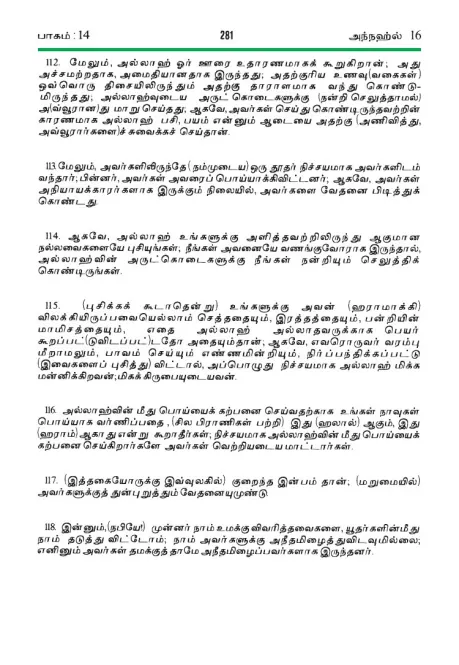 பாகம் : 14 281 அந்நஹ்ல் 16
112. மேலும், அல்லாஹ் ஓர் ஊரை உதாரணமாகக் கூறுகிறான்; அது
அச்சமற்றதாக, அமைதியானதாக இருந்தது; அதற்குரிய உணவு(வகைகள்)
ஒவ்வொரு திசையிலிருந்தும் அதற்கு தாராளமாக வந்து கொண்டு-
மிருந்தது; அல்லாஹ்வுடைய அருட் கொடைகளுக்கு (நன்றி செலுத்தாமல்)
அ(வ்வூரான)து மாறு செய்தது; ஆகவே, அவர்கள் செய்து கொண்டிருந்தவற்றின்
காரணமாக அல்லாஹ் பசி, பயம் என்னும் ஆடையை அதற்கு (அணிவித்து,
அவ்வூரார்களை)ச் சுவைக்கச் செய்தான்.
113.மேலும், அவர்களிலிருந்தே (நம்முடைய) ஒரு தூதர் நிச்சயமாக அவர்களிடம்
வந்தார்; பின்னர், அவர்கள் அவரைப் பொய்யாக்கிவிட்டனர்; ஆகவே, அவர்கள்
அநியாயக்காரர்களாக இருக்கும் நிலையில், அவர்களை வேதனை பிடித்துக்
கொண்டது.
114. ஆகவே, அல்லாஹ் உங்களுக்கு அளித்தவற்றிலிருந்து ஆகுமான
நல்லவைகளையே புசியுங்கள்; நீங்கள் அவனையே வணங்குவோராக இருந்தால்,
அல்லாஹ்வின் அருட்கொடைகளுக்கு நீங்கள் நன்றியும் செலுத்திக்
கொண்டிருங்கள்.
115. (புசிக்கக் கூடாதென்று) உங்களுக்கு அவன் (ஹராமாக்கி)
விலக்கியிருப்பவையெல்லாம் செத்ததையும், இரத்தத்தையும், பன்றியின்
மாமிசத்தையும், எதை அல்லாஹ் அல்லாதவருக்காக பெயர்
கூறப்பட்(டுவிடப்பட்)டதோ அதையும்தான்; ஆகவே, எவரொருவர் வரம்பு
மீறாமலும், பாவம் செய்யும் எண்ணமின்றியும், நிர்ப்பந்திக்கப்பட்டு
(இவைகளைப் புசித்து) விட்டால், அப்பொழுது நிச்சயமாக அல்லாஹ் மிக்க
மன்னிக்கிறவன்; மிகக் கிருபையுடையவன்.
116. அல்லாஹ்வின் மீது பொய்யைக் கற்பனை செய்வதற்காக உங்கள் நாவுகள்
பொய்யாக வர்ணிப்பதை , (சில பிராணிகள் பற்றி) இது (ஹலால்) ஆகும், இது
(ஹராம்) ஆகாது என்று கூறாதீர்கள்; நிச்சயமாக அல்லாஹ்வின் மீது பொய்யைக்
கற்பனை செய்கிறார்களே அவர்கள் வெற்றியடைய மாட்டார்கள்.
117. (இத்தகையோருக்கு இவ்வுலகில்) குறைந்த இன்பம் தான்; (மறுமையில்)
அவர்களுக்குத் துன்புறுத்தும் வேதனையுமுண்டு.
118. இன்னும்,(நபியே!) முன்னர் நாம் உமக்கு விவரித்தவைகளை, யூதர்களின்மீது
நாம் தடுத்து விட்டோம்; நாம் அவர்களுக்கு அநீதமிழைத்துவிடவுமில்லை;
எனினும் அவர்கள் தமக்குத் தாமே அநீதமிழைப்பவர்களாக இருந்தனர்.